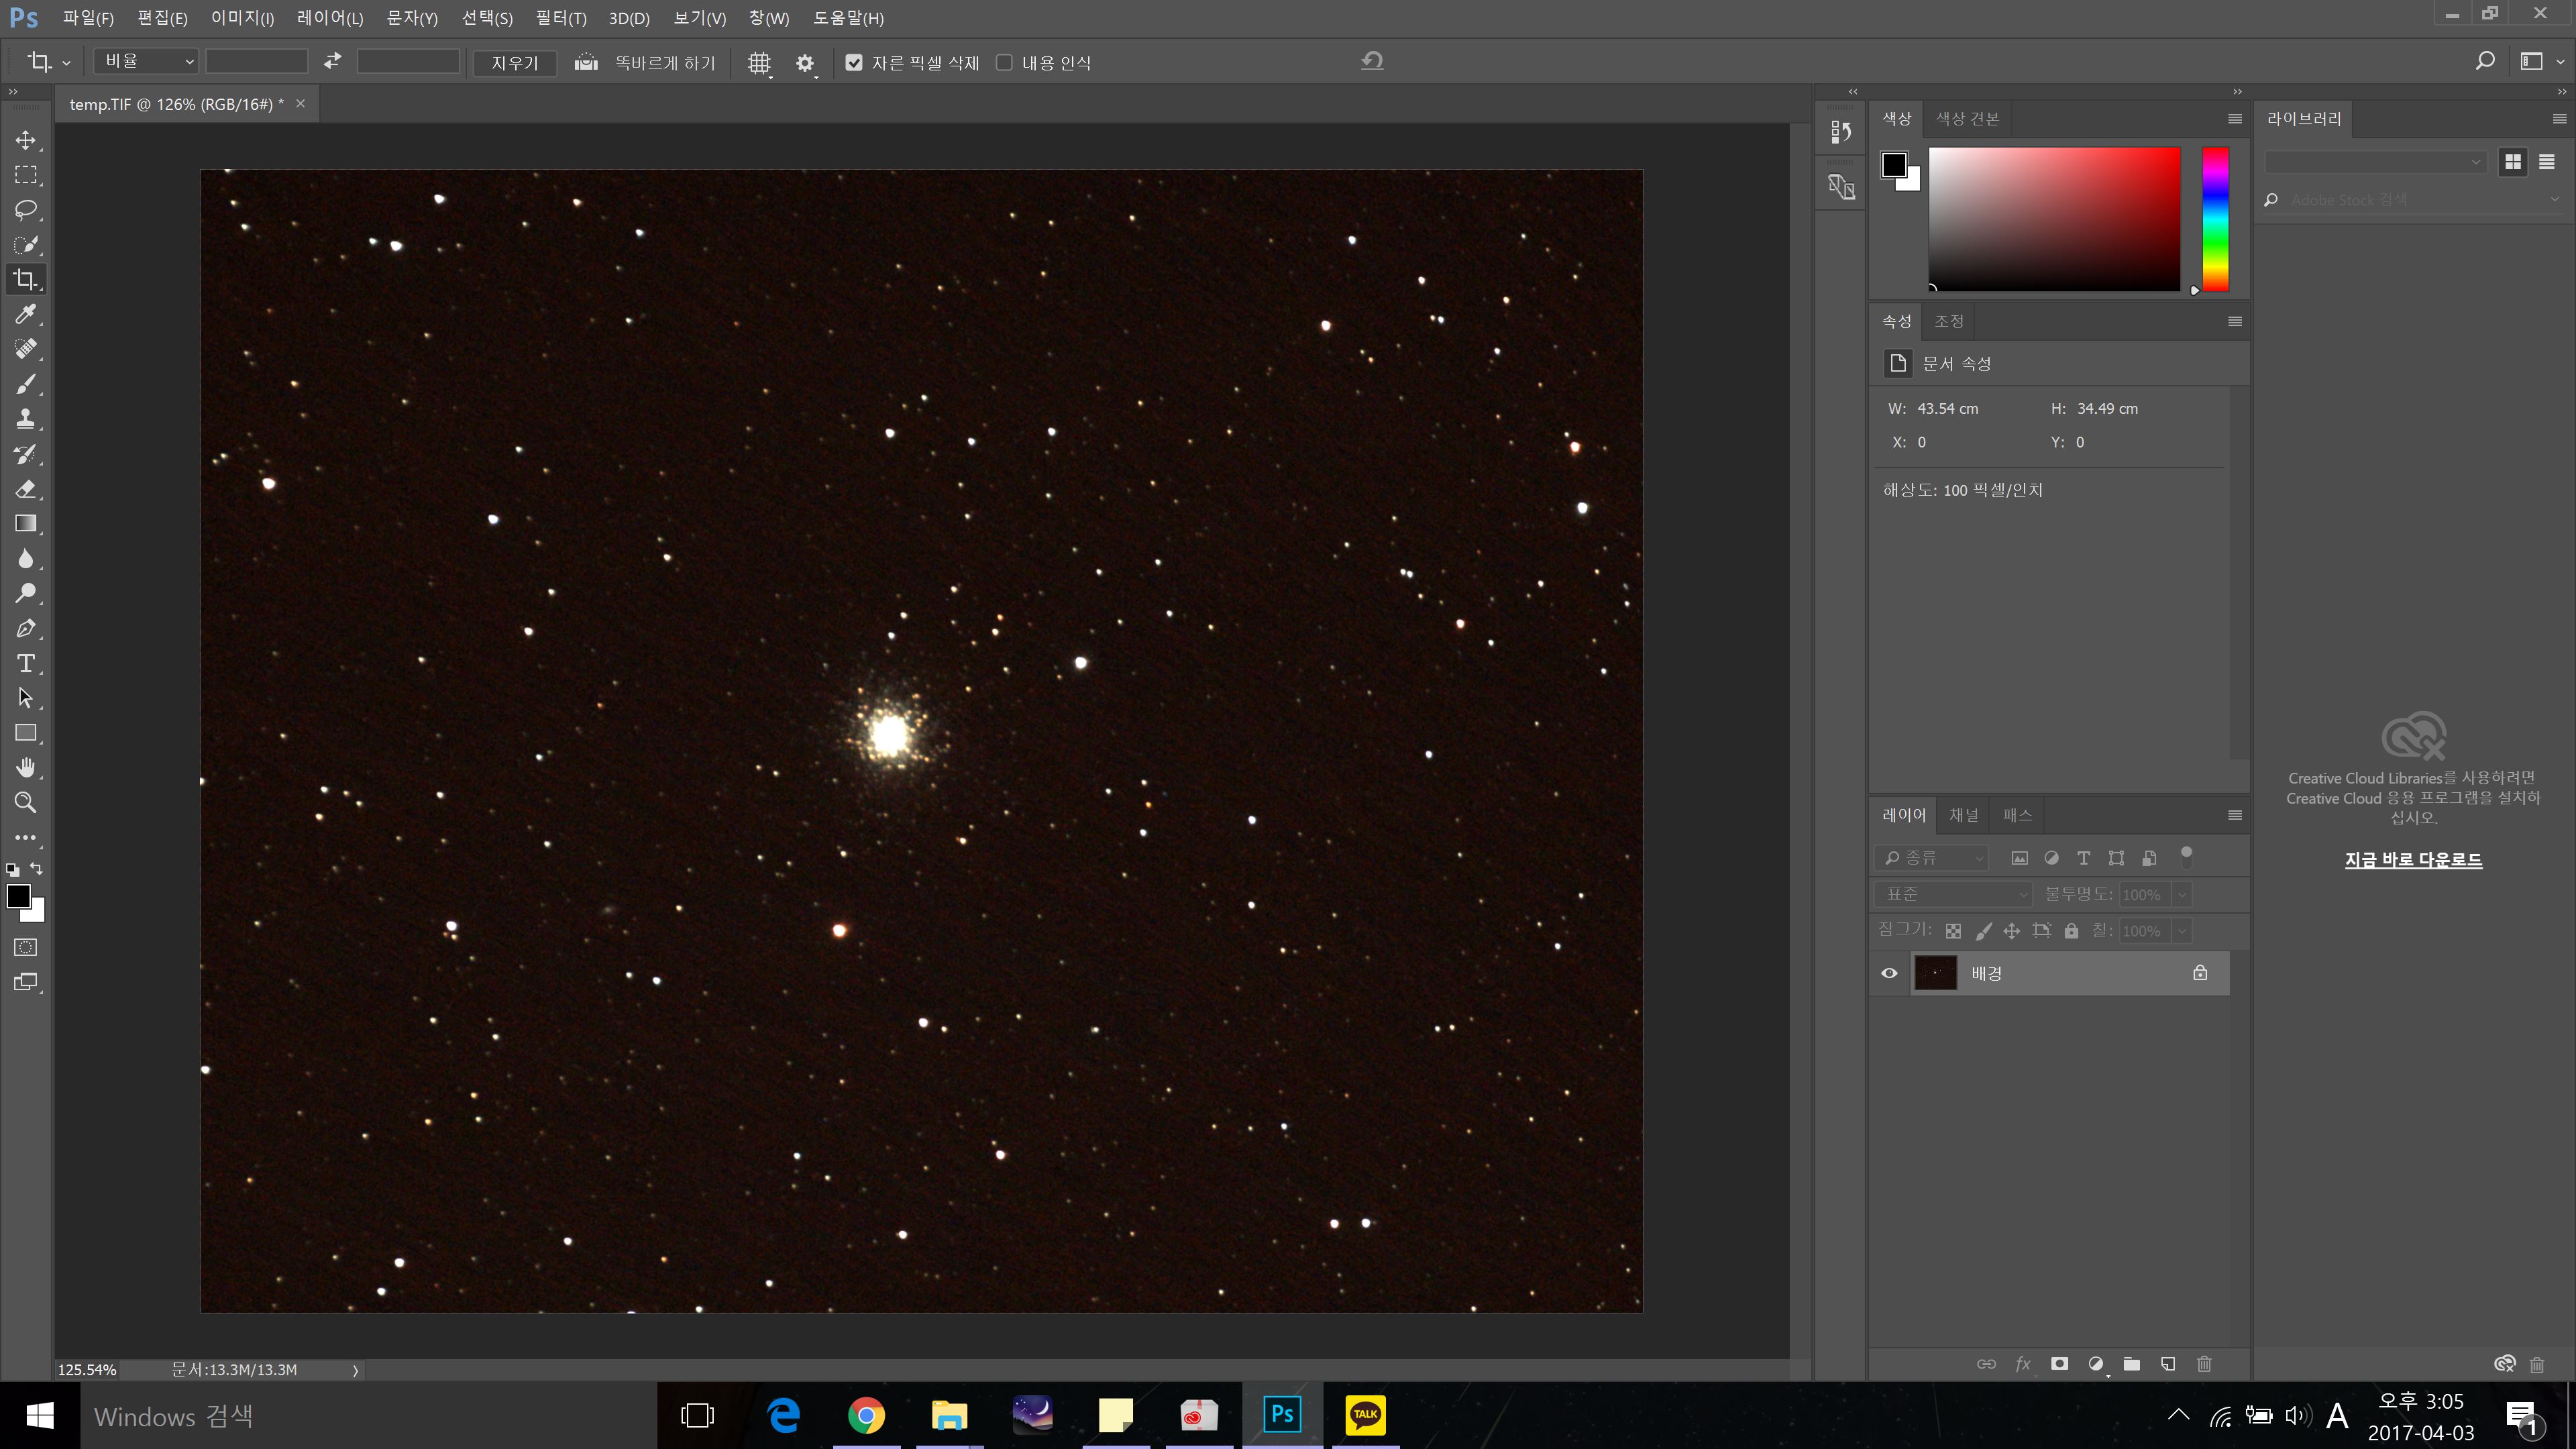 Ps 파일(F) 편집(E) 이미지(I) 레이어(L) 문자(Y) 선택(S) 필터(T) 3D(D) 보기(V) 창(W) 도움말(H)
비율 지우기 똑바르게 하기 자른 픽셀 삭제 내용 인식
temp.TIF @ 126% (RGB/16#) *
색상 색상 견본
라이브러리
Adobe Stock 검색
속성 조정
문서 속성
W: 43.54 cm H: 34.49 cm
X: 0 Y: 0
해상도: 100 픽셀/인치
Creative Cloud Libraries를 사용하려면
Creative Cloud 응용 프로그램을 설치하
십시오.
지금 바로 다운로드
레이어 채널 패스
종류
표준 불투명도: 100%
잠그기: 칠: 100%
배경
fx
125.54% 문서:13.3M/13.3M
Windows 검색
Ps
TALK
A
오후 3:05
2017-04-03
1